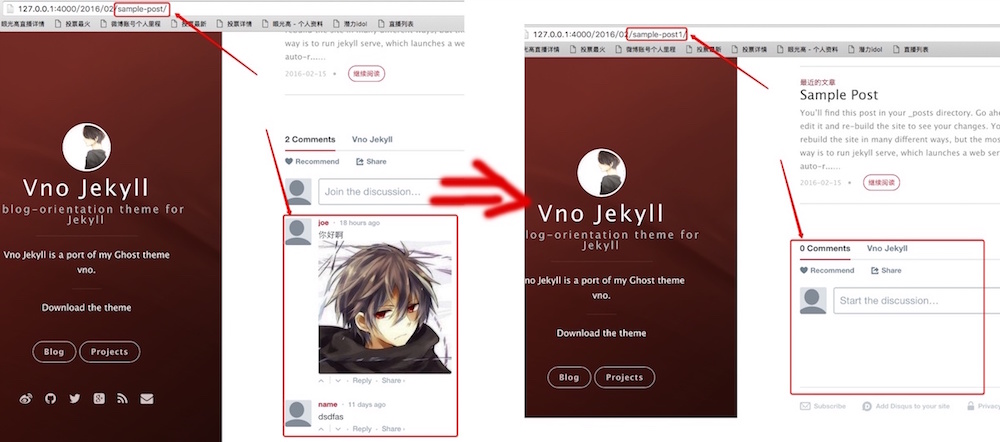 127.0.0.1:4000/2016/02/sample-post/
眼光高直播详情 投票最火 微博账号个人里程 投票最新 投票详情 眼光高 - 个人资料 潜力idol 直播列表
way is to run jekyll serve, which launches a we
auto-r......
2016-02-15 • 继续阅读
Vno Jekyll
blog-orientation theme for
Jekyll
Vno Jekyll is a port of my Ghost theme
vno.
Download the theme
Blog Projects
2 Comments Vno Jekyll
Recommend Share
Join the discussion...
joe · 18 hours ago
你好啊
Reply · Share ›
name · 11 days ago
dsdfas
Reply · Share ›
127.0.0.1:4000/2016/02/sample-post1/
光高直播详情 投票最火 微博账号个人里程 投票最新 投票详情 眼光高 - 个人资料 潜力idol 直播列表
最近的文章
Sample Post
You'll find this post in your _posts directory. Go ahe
edit it and re-build the site to see your changes. Yo
rebuild the site in many different ways, but the mos
way is to run jekyll serve, which launches a web ser
auto-r......
2016-02-15 • 继续阅读
Vno Jekyll
log-orientation theme for
Jekyll
no Jekyll is a port of my Ghost theme
vno.
Download the theme
Blog Projects
0 Comments Vno Jekyll
Recommend Share
Start the discussion...
Subscribe Add Disqus to your site Privacy